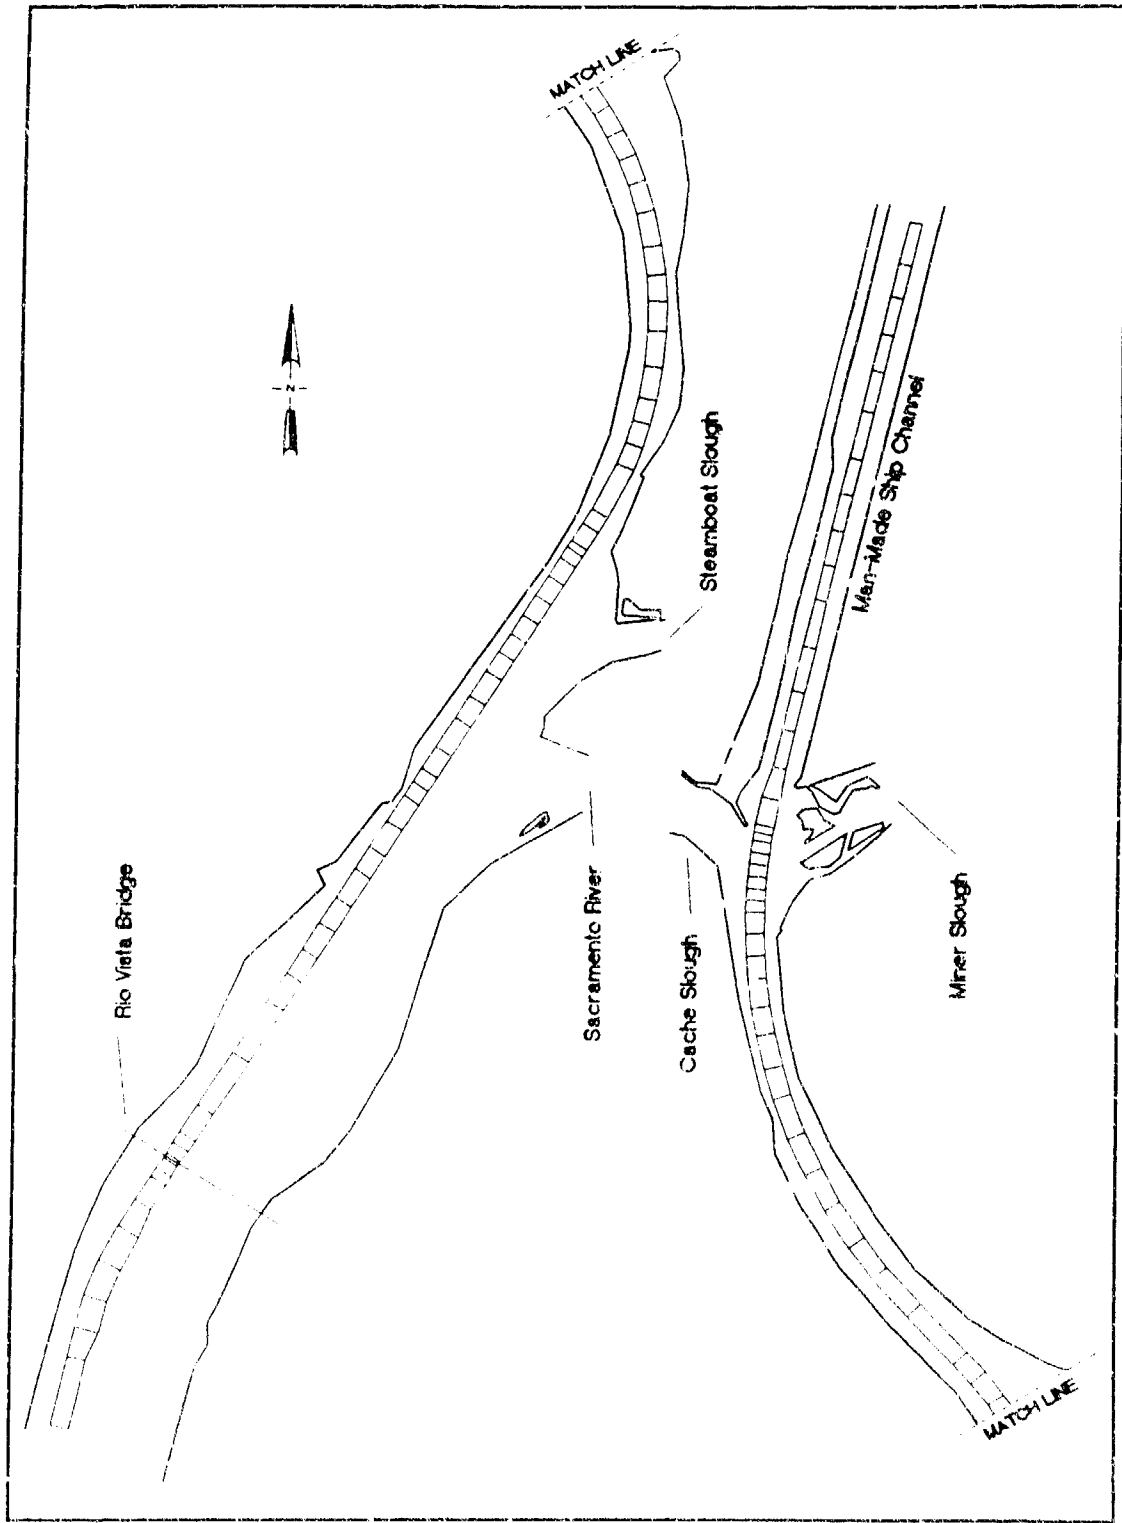 MATCH LINE
N
Steamboat Slough
Man-Made Ship Channel
Rio Vista Bridge
Sacramento River
Cache Slough
Miner Slough
MATCH LINE